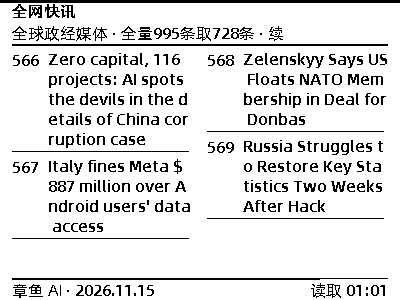 全网快讯
全球政经媒体 · 全量995条取728条 · 续
566 Zero capital, 116
projects: AI spots
the devils in the d
etails of China cor
ruption case
567 Italy fines Meta $
887 million over A
ndroid users' data
access
568 Zelenskyy Says US
Floats NATO Mem
bership in Deal for
Donbas
569 Russia Struggles t
o Restore Key Sta
tistics Two Weeks
After Hack
章鱼 AI · 2026.11.15
读取 01:01